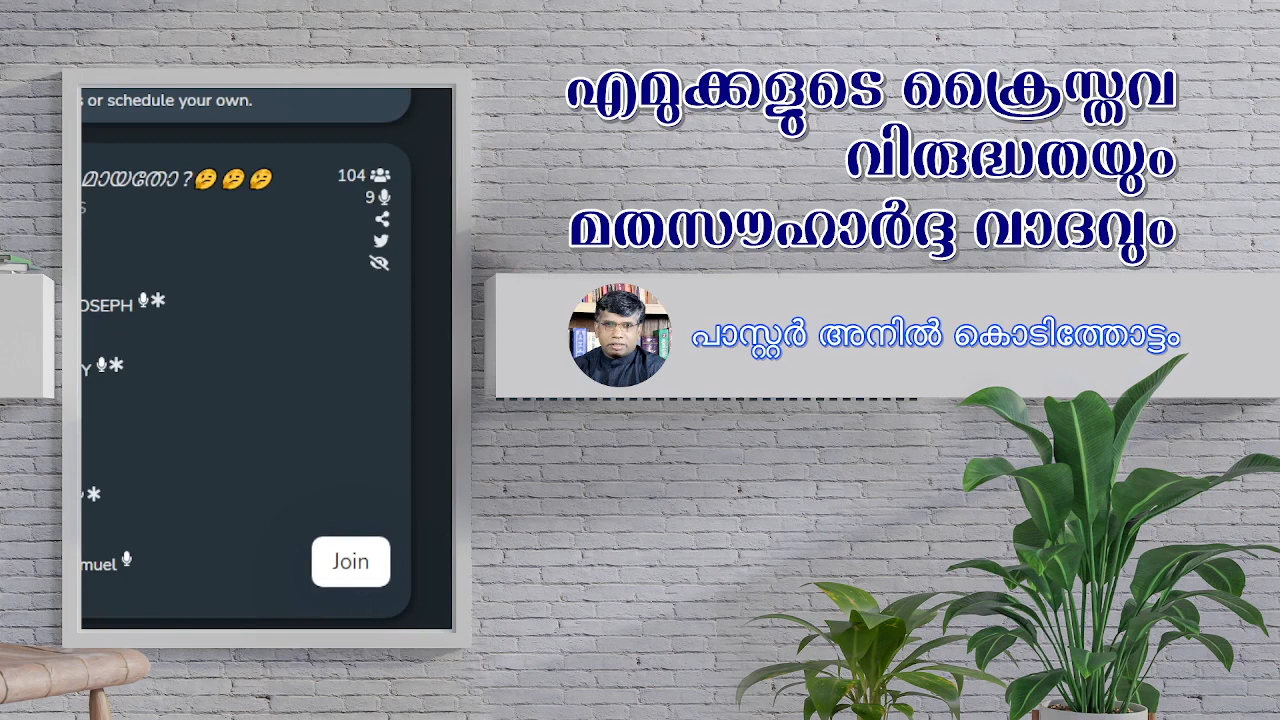 s or schedule your own.
മായതോ ? 🤔 🤔 🤔
104
9
OSEPH
Y
muel
Join
എമുക്കളുടെ ക്രൈസ്തവ
വിരുദ്ധതയും
മതസൗഹാർദ്ദ വാദവും
പാസ്റ്റർ അനിൽ കൊടിത്തോട്ടം